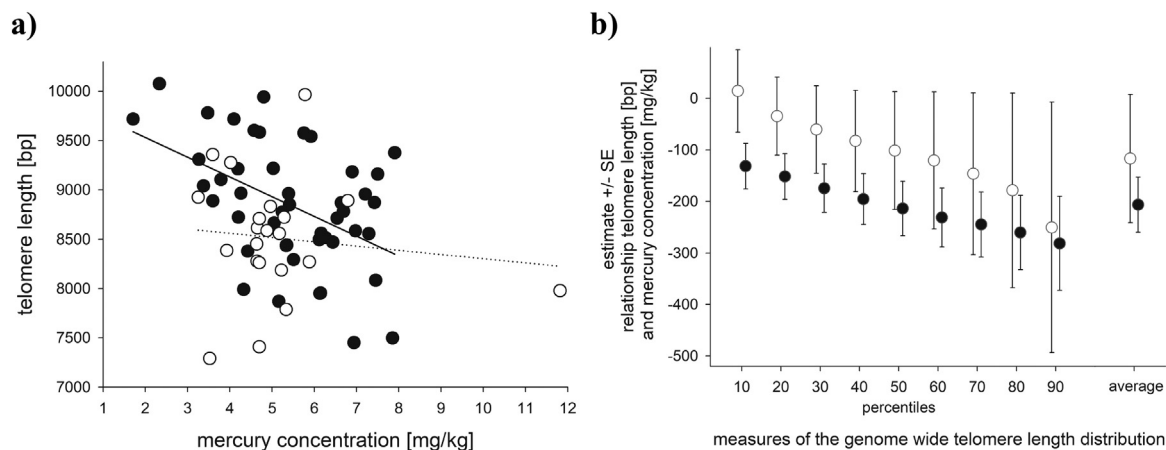 a)
telomere length [bp]
10000
9500
9000
8500
8000
7500
7000
1 2 3 4 5 6 7 8 9 10 11 12
mercury concentration [mg/kg]
b)
estimate +/- SE
relationship telomere length [bp]
and mercury concentration [mg/kg]
0
-100
-200
-300
-400
-500
10 20 30 40 50 60 70 80 90 average
percentiles
measures of the genome wide telomere length distribution